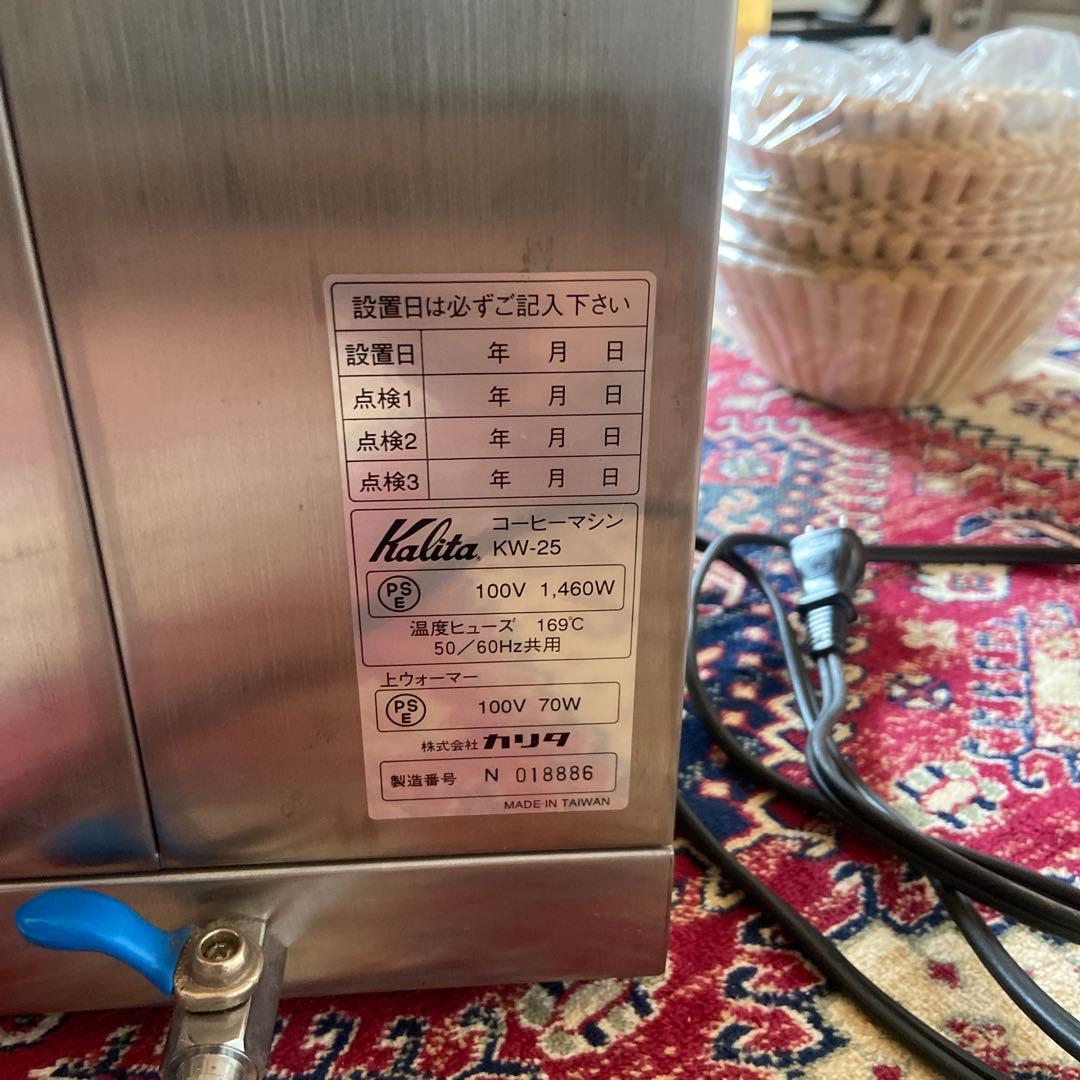 設置日は必ずご記入下さい
設置日 年 月 日
点検1 年 月 日
点検2 年 月 日
点検3 年 月 日
Kalita コーヒーマシン
KW-25
PS E 100V 1,460W
温度ヒューズ 169℃
50/60Hz共用
上ウォーマー
PS E 100V 70W
株式会社 カリタ
製造番号 N 018886
MADE IN TAIWAN